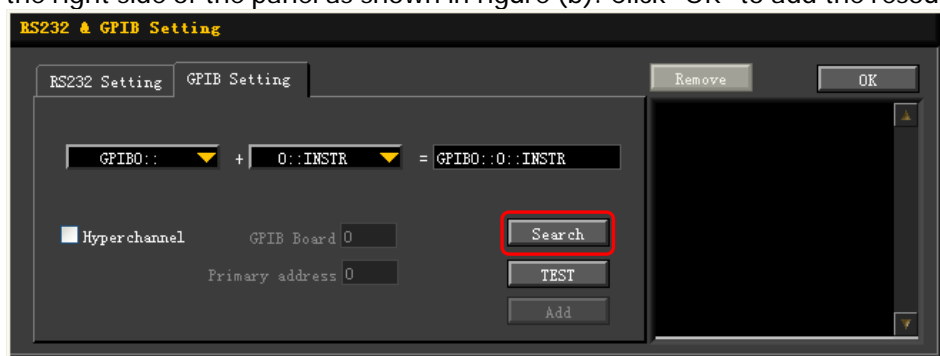 the right side of the panel as shown in figure (b). Click "OK" to add the resou
RS232 & GPIB Setting
RS232 Setting GPIB Setting Remove OK
GPIB0:: + 0::INSTR = GPIB0::0::INSTR
Hyperchannel GPIB Board 0 Search
Primary address 0 TEST
Add